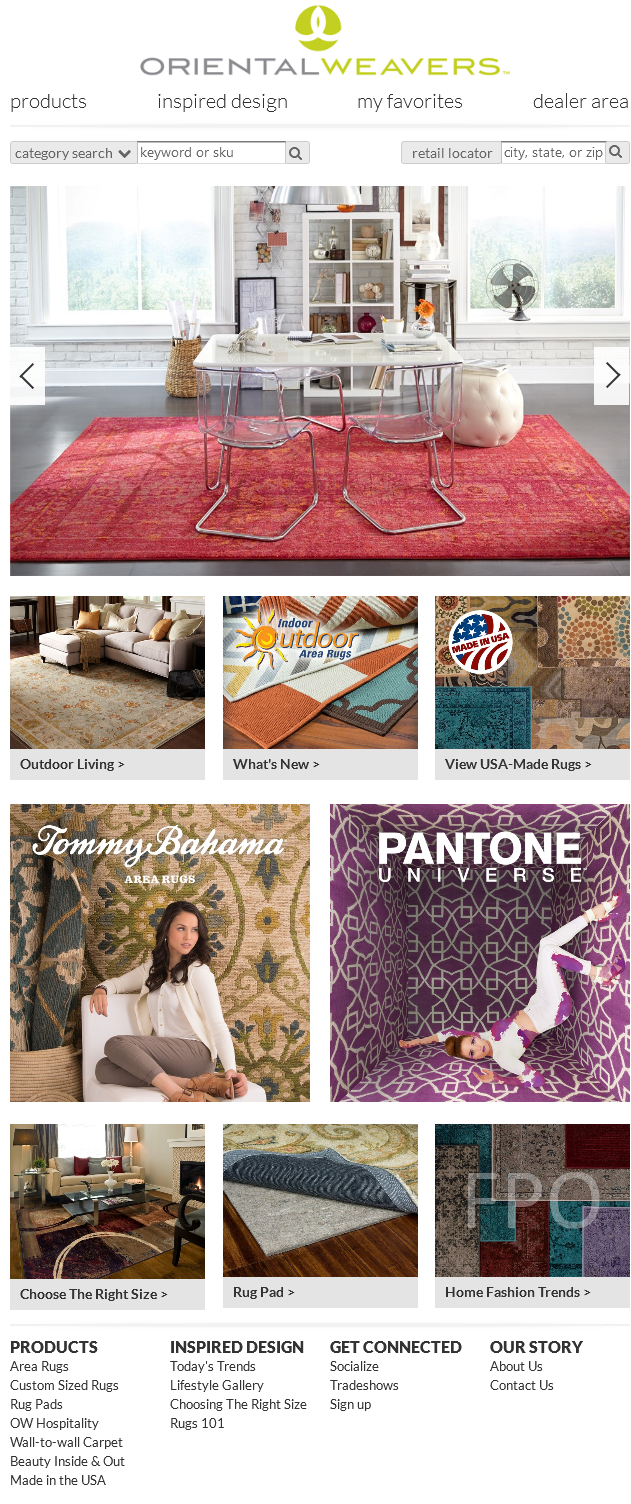 ORIENTALWEAVERS™
products inspired design my favorites dealer area
category search keyword or sku retail locator city, state, or zip
Indoor
Outdoor
Area Rugs
MADE IN USA
Outdoor Living > What's New > View USA-Made Rugs >
Tommy Bahama
AREA RUGS
PANTONE
UNIVERSE
FPO
Choose The Right Size > Rug Pad > Home Fashion Trends >
PRODUCTS
Area Rugs
Custom Sized Rugs
Rug Pads
OW Hospitality
Wall-to-wall Carpet
Beauty Inside & Out
Made in the USA
INSPIRED DESIGN
Today's Trends
Lifestyle Gallery
Choosing The Right Size
Rugs 101
GET CONNECTED
Socialize
Tradeshows
Sign up
OUR STORY
About Us
Contact Us